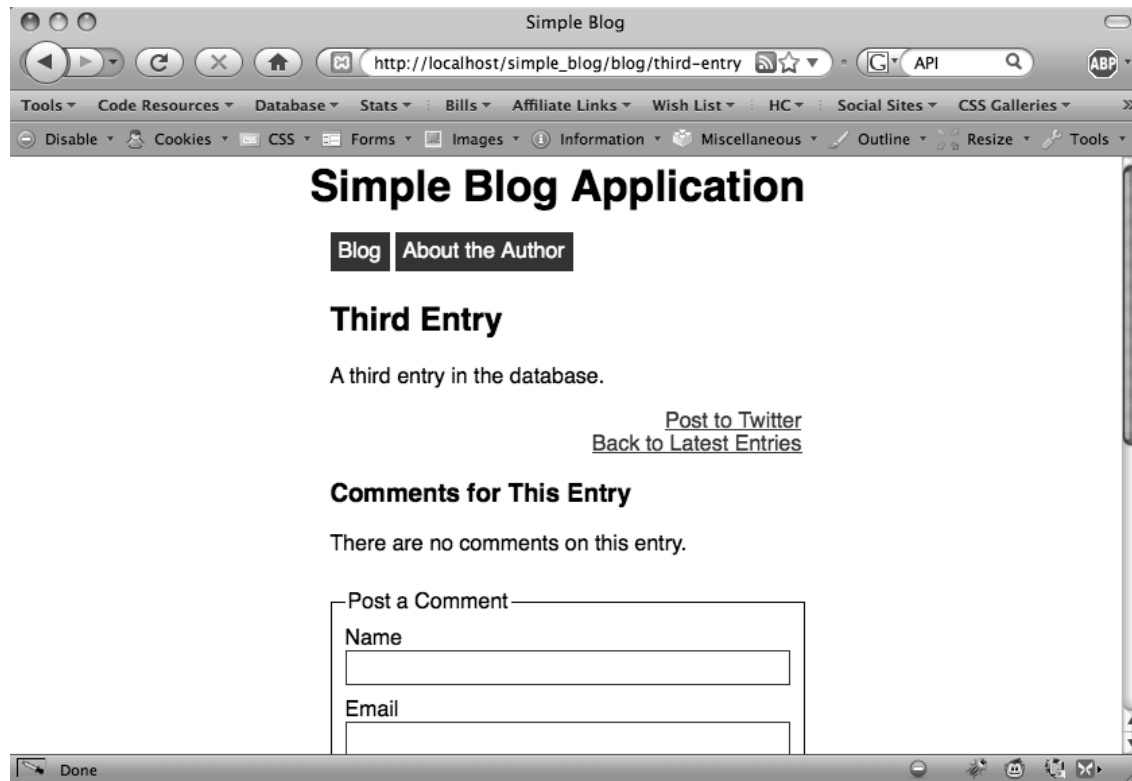 Simple Blog
http://localhost/simple_blog/blog/third-entry G API ABP
Tools Code Resources Database Stats Bills Affiliate Links Wish List HC Social Sites CSS Galleries »
Disable Cookies CSS CSS Forms Images Information Miscellaneous Outline Resize Tools
Simple Blog Application
Blog About the Author
Third Entry
A third entry in the database.
Post to Twitter
Back to Latest Entries
Comments for This Entry
There are no comments on this entry.
Post a Comment
Name
Email
Done